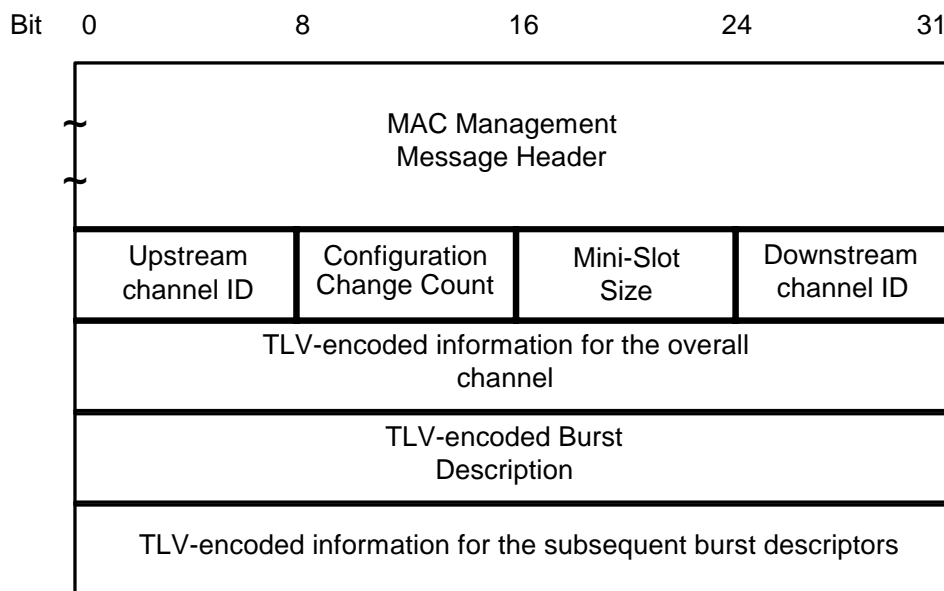 Bit 0 8 16 24 31
MAC Management
Message Header
Upstream
channel ID
Configuration
Change Count
Mini-Slot
Size
Downstream
channel ID
TLV-encoded information for the overall
channel
TLV-encoded Burst
Description
TLV-encoded information for the subsequent burst descriptors